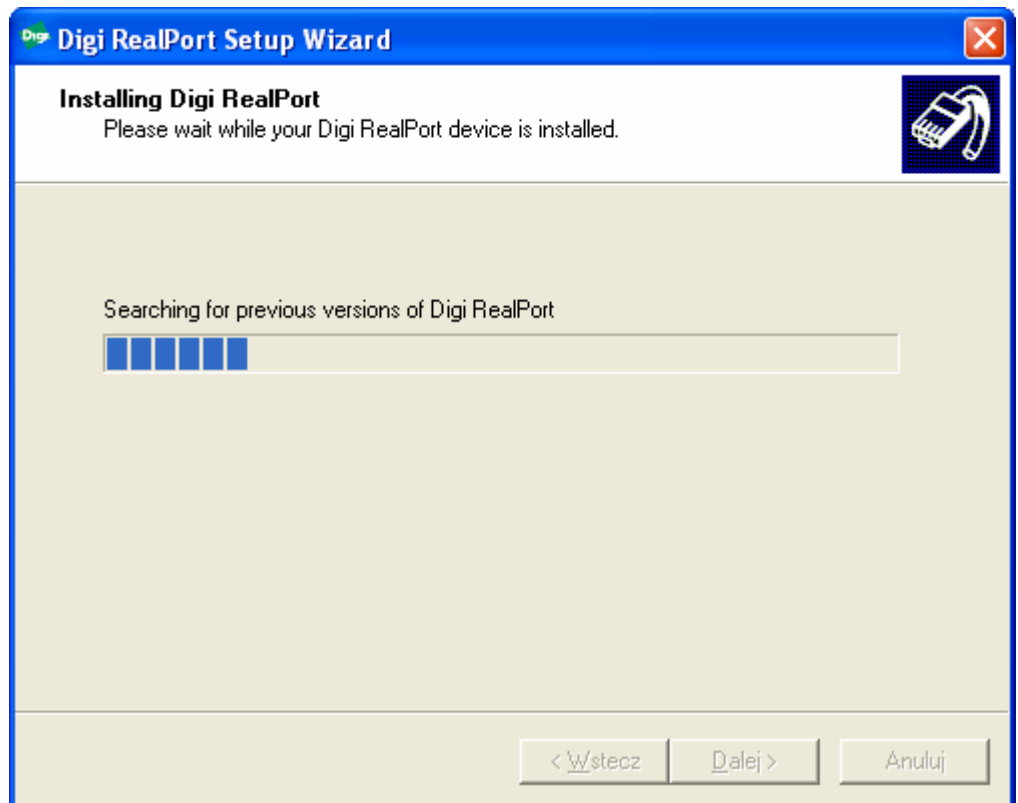 Digi Digi RealPort Setup Wizard
Installing Digi RealPort
Please wait while your Digi RealPort device is installed.
Searching for previous versions of Digi RealPort
< Wstecz Dalej > Anuluj